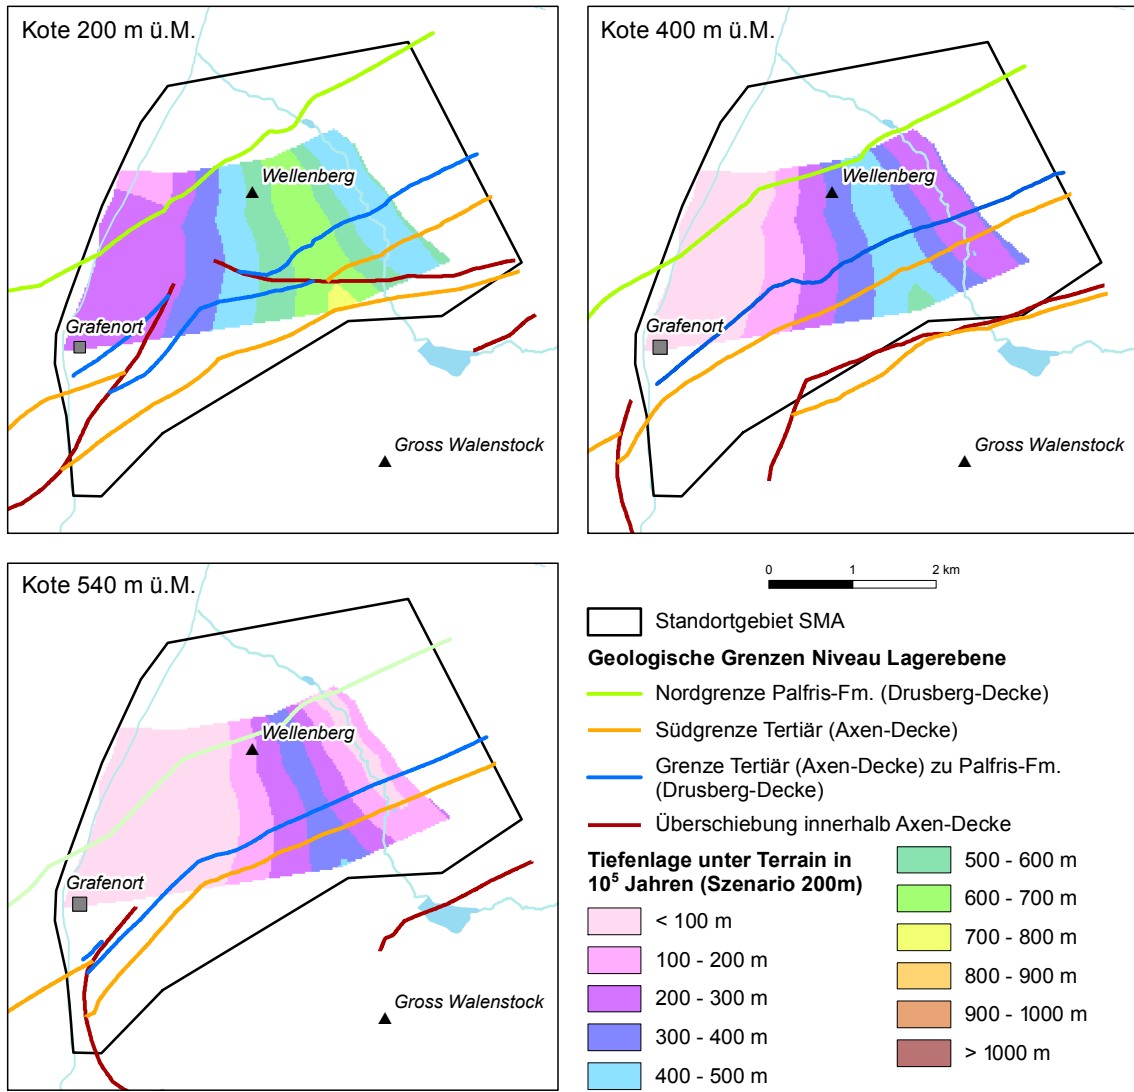 Kote 200 m ü.M.
Wellenberg
Grafenort
Gross Walenstock
Kote 400 m ü.M.
Wellenberg
Grafenort
Gross Walenstock
Kote 540 m ü.M.
Wellenberg
Grafenort
Gross Walenstock
0 1 2 km
Standortgebiet SMA
Geologische Grenzen Niveau Lagerebene
Nordgrenze Palfris-Fm. (Drusberg-Decke)
Südgrenze Tertiär (Axen-Decke)
Grenze Tertiär (Axen-Decke) zu Palfris-Fm.
(Drusberg-Decke)
Überschiebung innerhalb Axen-Decke
Tiefenlage unter Terrain in
10⁵ Jahren (Szenario 200m)
< 100 m
100 - 200 m
200 - 300 m
300 - 400 m
400 - 500 m
500 - 600 m
600 - 700 m
700 - 800 m
800 - 900 m
900 - 1000 m
> 1000 m